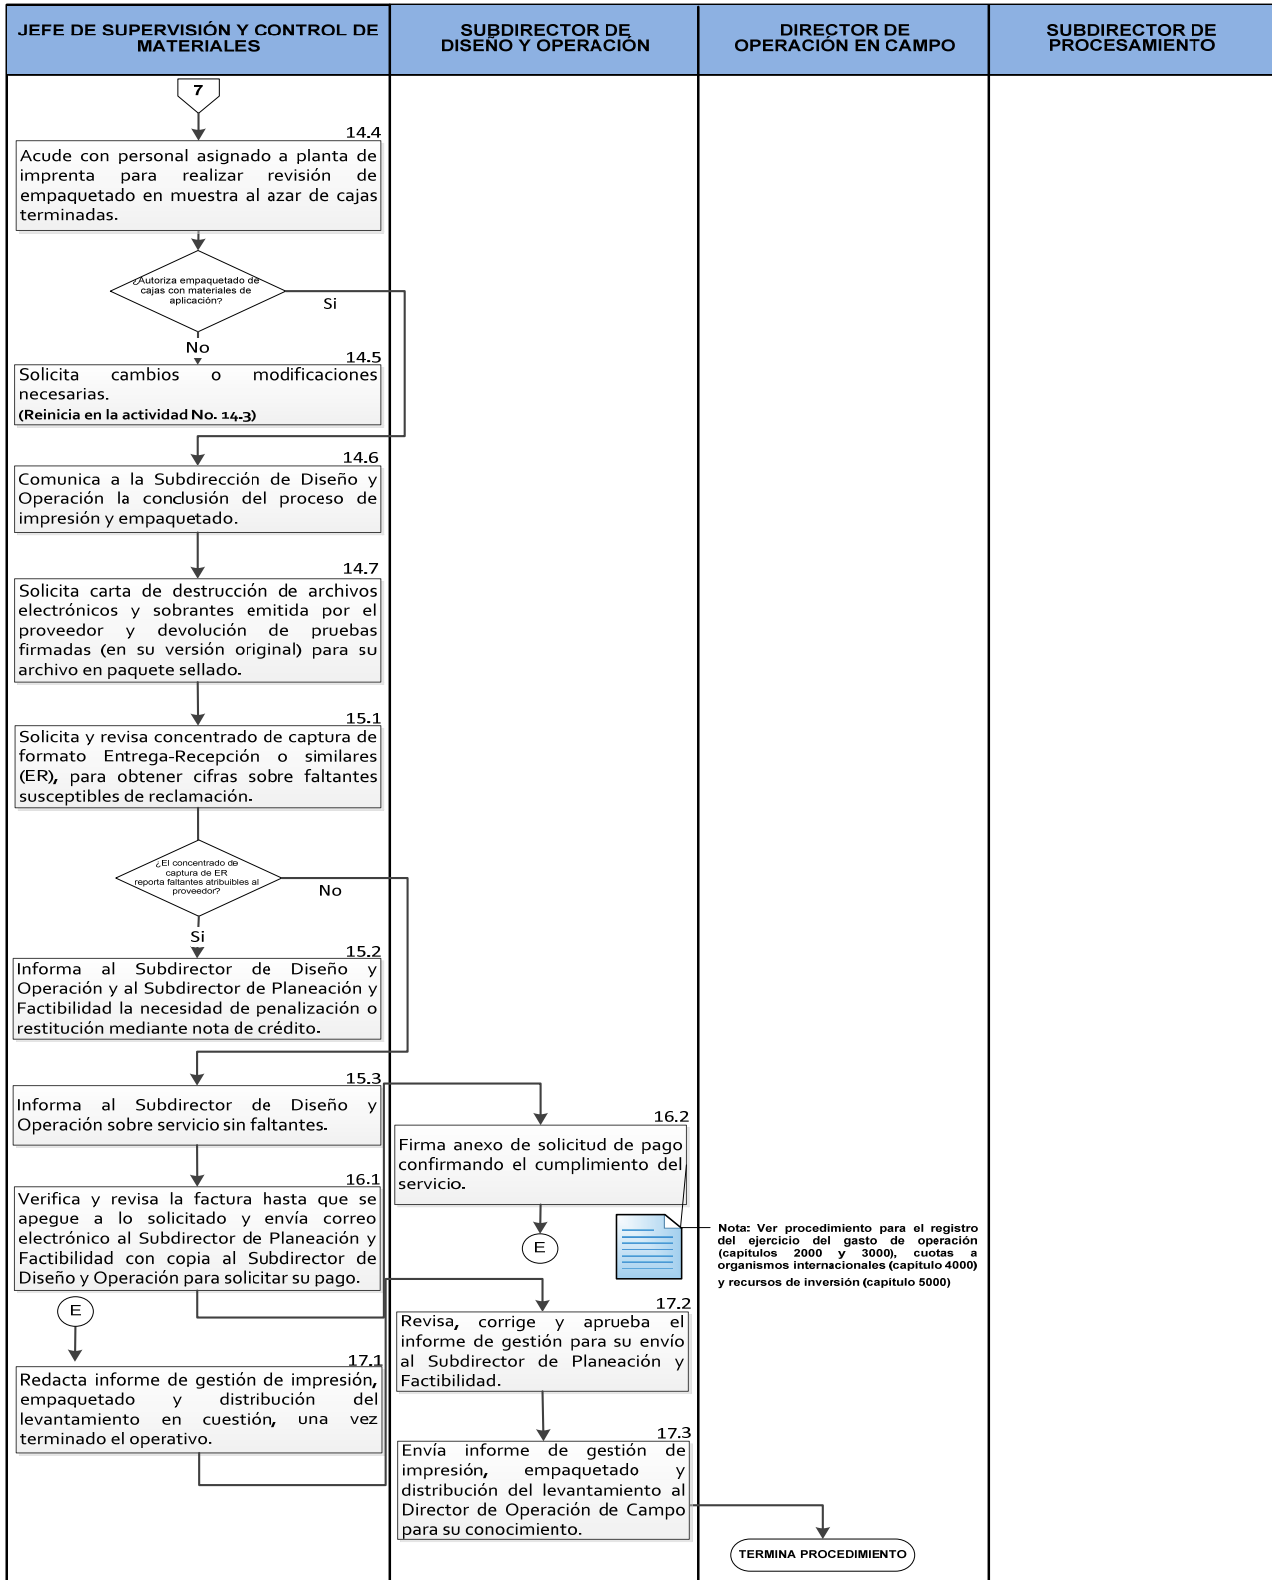 JEFE DE SUPERVISIÓN Y CONTROL DE
MATERIALES
SUBDIRECTOR DE
DISEÑO Y OPERACIÓN
DIRECTOR DE
OPERACIÓN EN CAMPO
SUBDIRECTOR DE
PROCESAMIENTO
7
14.4
Acude con personal asignado a planta de
imprenta para realizar revisión de
empaquetado en muestra al azar de cajas
terminadas.
¿Autoriza empaquetado de
cajas con materiales de
aplicación?
Si
No
14.5
Solicita cambios o modificaciones
necesarias.
(Reinicia en la actividad No. 14.3)
14.6
Comunica a la Subdirección de Diseño y
Operación la conclusión del proceso de
impresión y empaquetado.
14.7
Solicita carta de destrucción de archivos
electrónicos y sobrantes emitida por el
proveedor y devolución de pruebas
firmadas (en su versión original) para su
archivo en paquete sellado.
15.1
Solicita y revisa concentrado de captura de
formato Entrega-Recepción o similares
(ER), para obtener cifras sobre faltantes
susceptibles de reclamación.
¿El concentrado de
captura de ER
reporta faltantes atribuibles al
proveedor?
No
Si
15.2
Informa al Subdirector de Diseño y
Operación y al Subdirector de Planeación y
Factibilidad la necesidad de penalización o
restitución mediante nota de crédito.
15.3
Informa al Subdirector de Diseño y
Operación sobre servicio sin faltantes.
16.1
Verifica y revisa la factura hasta que se
apegue a lo solicitado y envía correo
electrónico al Subdirector de Planeación y
Factibilidad con copia al Subdirector de
Diseño y Operación para solicitar su pago.
16.2
Firma anexo de solicitud de pago
confirmando el cumplimiento del
servicio.
E
Nota: Ver procedimiento para el registro
del ejercicio del gasto de operación
(capítulos 2000 y 3000), cuotas a
organismos internacionales (capítulo 4000)
y recursos de inversión (capítulo 5000)
E
17.1
Redacta informe de gestión de impresión,
empaquetado y distribución del
levantamiento en cuestión, una vez
terminado el operativo.
17.2
Revisa, corrige y aprueba el
informe de gestión para su envío
al Subdirector de Planeación y
Factibilidad.
17.3
Envía informe de gestión de
impresión, empaquetado y
distribución del levantamiento al
Director de Operación de Campo
para su conocimiento.
TERMINA PROCEDIMIENTO